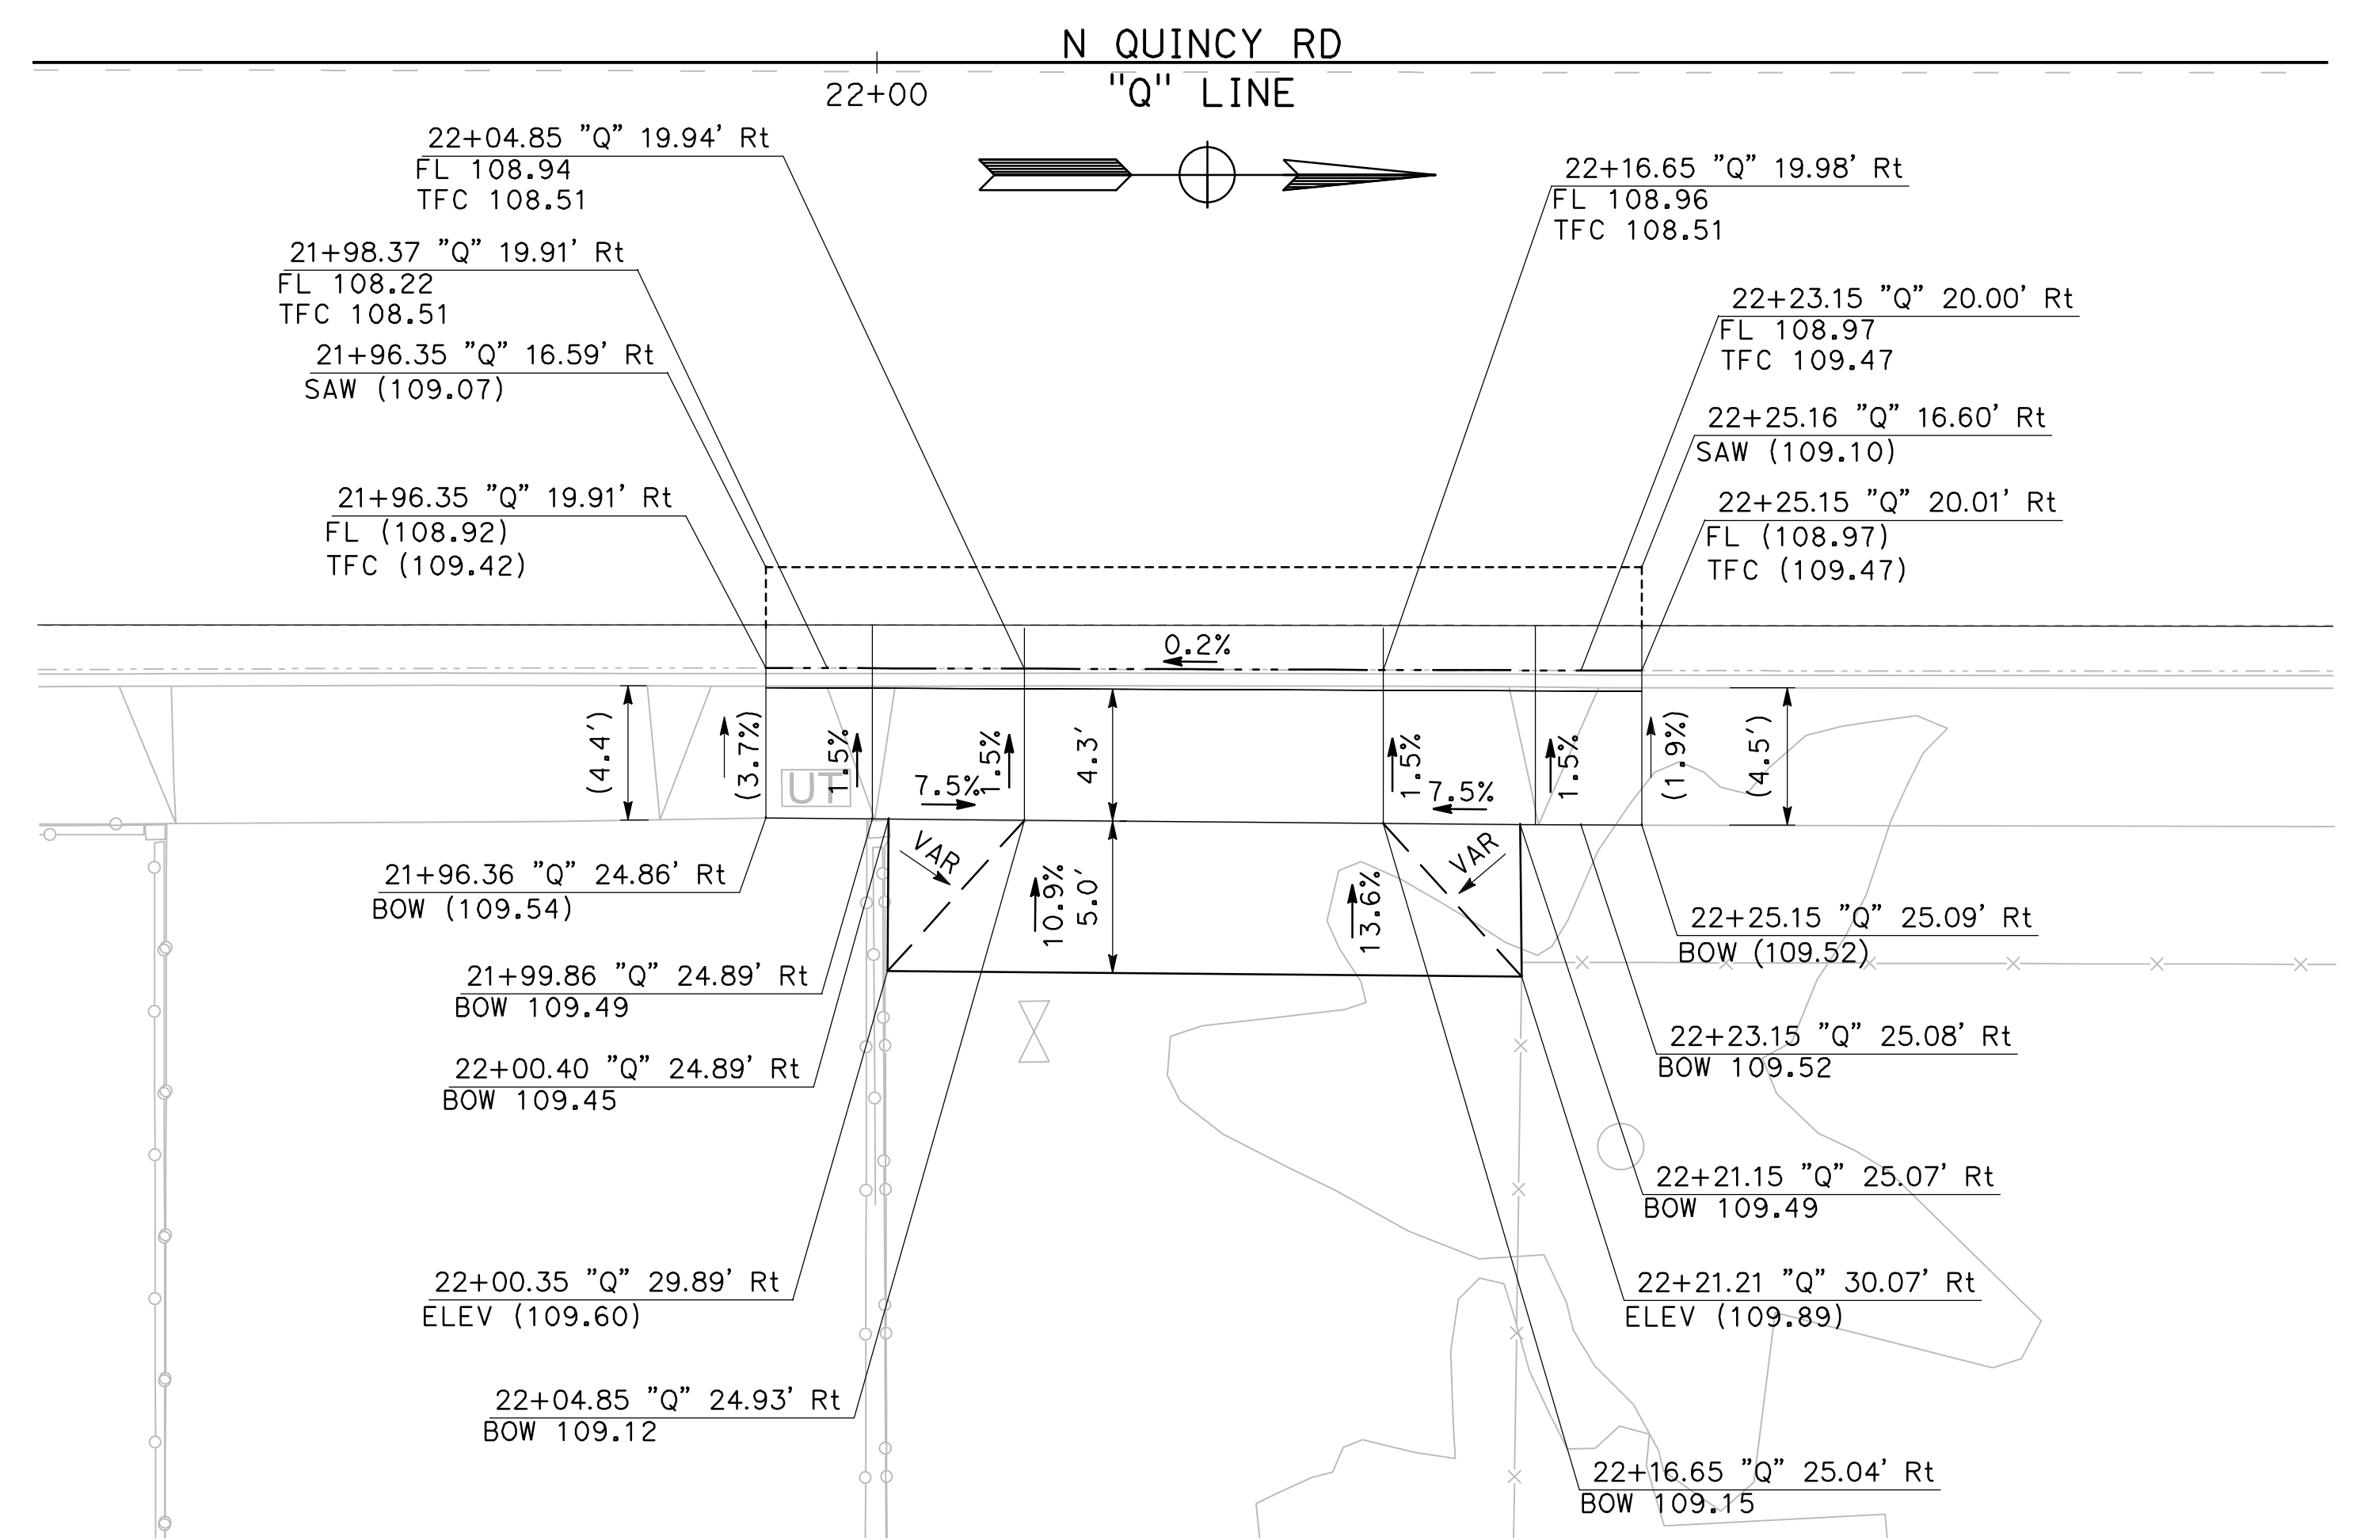 N QUINCY RD
22+00
"Q" LINE
22+04.85 "Q" 19.94' Rt
FL 108.94
TFC 108.51
21+98.37 "Q" 19.91' Rt
FL 108.22
TFC 108.51
21+96.35 "Q" 16.59' Rt
SAW (109.07)
21+96.35 "Q" 19.91' Rt
FL (108.92)
TFC (109.42)
22+16.65 "Q" 19.98' Rt
FL 108.96
TFC 108.51
22+23.15 "Q" 20.00' Rt
FL 108.97
TFC 109.47
22+25.16 "Q" 16.60' Rt
SAW (109.10)
22+25.15 "Q" 20.01' Rt
FL (108.97)
TFC (109.47)
0.2%
(4.4')
(3.7%)
UT
1.5%
7.5%
1.5%
4.3'
1.5%
7.5%
1.5%
(1.9%)
(4.5')
VAR
10.9%
5.0'
13.6%
VAR
21+96.36 "Q" 24.86' Rt
BOW (109.54)
21+99.86 "Q" 24.89' Rt
BOW 109.49
22+00.40 "Q" 24.89' Rt
BOW 109.45
22+00.35 "Q" 29.89' Rt
ELEV (109.60)
22+04.85 "Q" 24.93' Rt
BOW 109.12
22+25.15 "Q" 25.09' Rt
BOW (109.52)
22+23.15 "Q" 25.08' Rt
BOW 109.52
22+21.15 "Q" 25.07' Rt
BOW 109.49
22+21.21 "Q" 30.07' Rt
ELEV (109.89)
22+16.65 "Q" 25.04' Rt
BOW 109.15